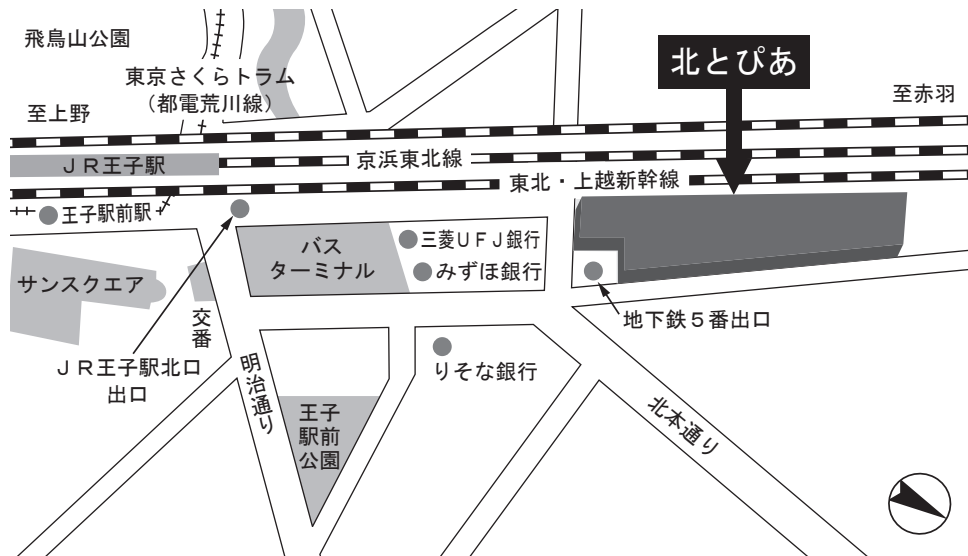 飛鳥山公園
東京さくらトラム
（都電荒川線）
北とぴあ
至上野
至赤羽
ＪＲ王子駅
京浜東北線
東北・上越新幹線
王子駅前駅
バス
ターミナル
三菱ＵＦＪ銀行
みずほ銀行
サンスクエア
交番
地下鉄５番出口
ＪＲ王子駅北口
出口
明治通り
りそな銀行
王子
駅前
公園
北本通り